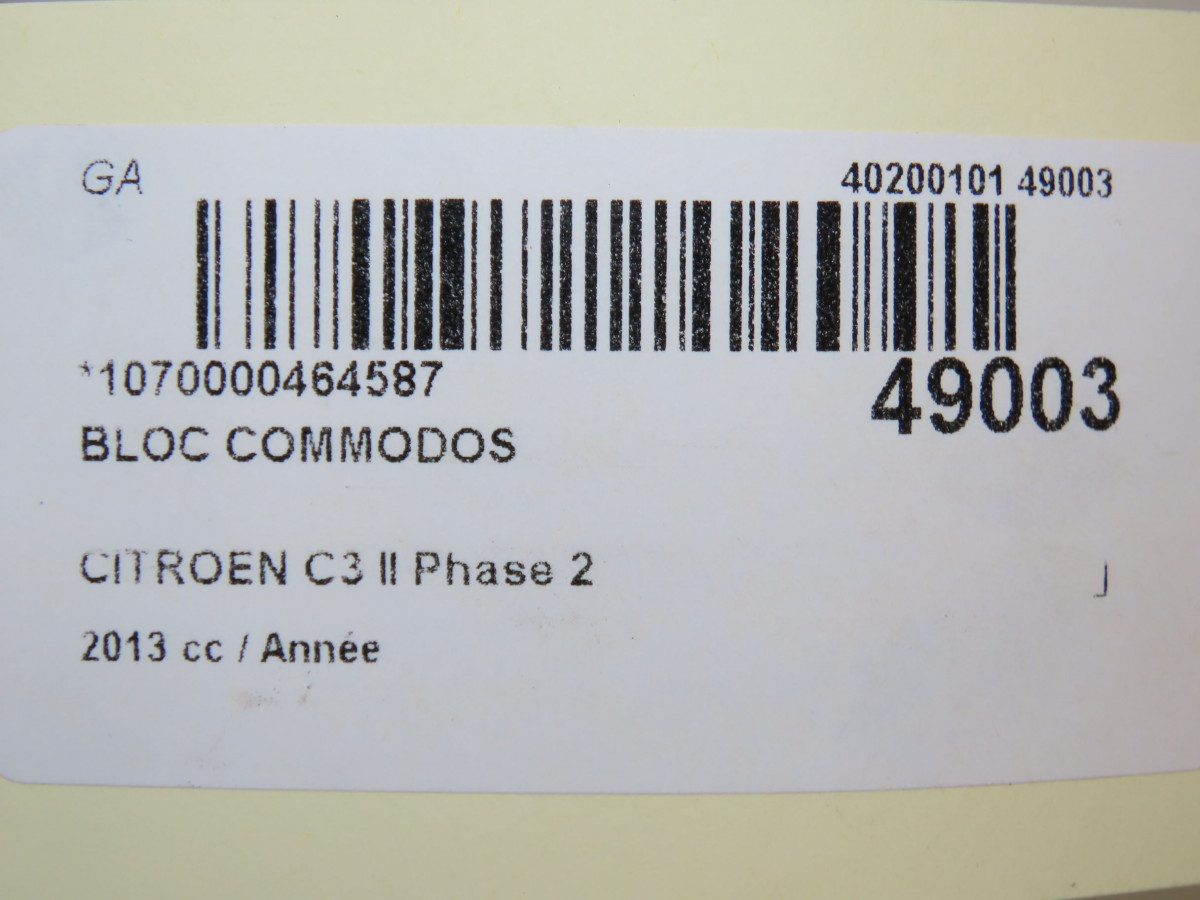 GA
40200101 49003
*1070000464587
49003
BLOC COMMODOS
CITROEN C3 II Phase 2
2013 cc / Année